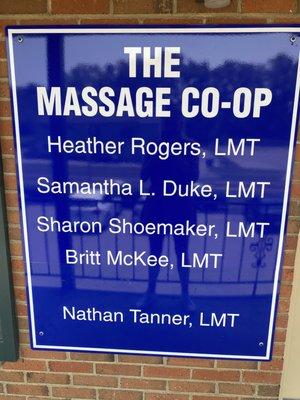 THE
MASSAGE CO-OP
Heather Rogers, LMT
Samantha L. Duke, LMT
Sharon Shoemaker, LMT
Britt McKee, LMT
Nathan Tanner, LMT